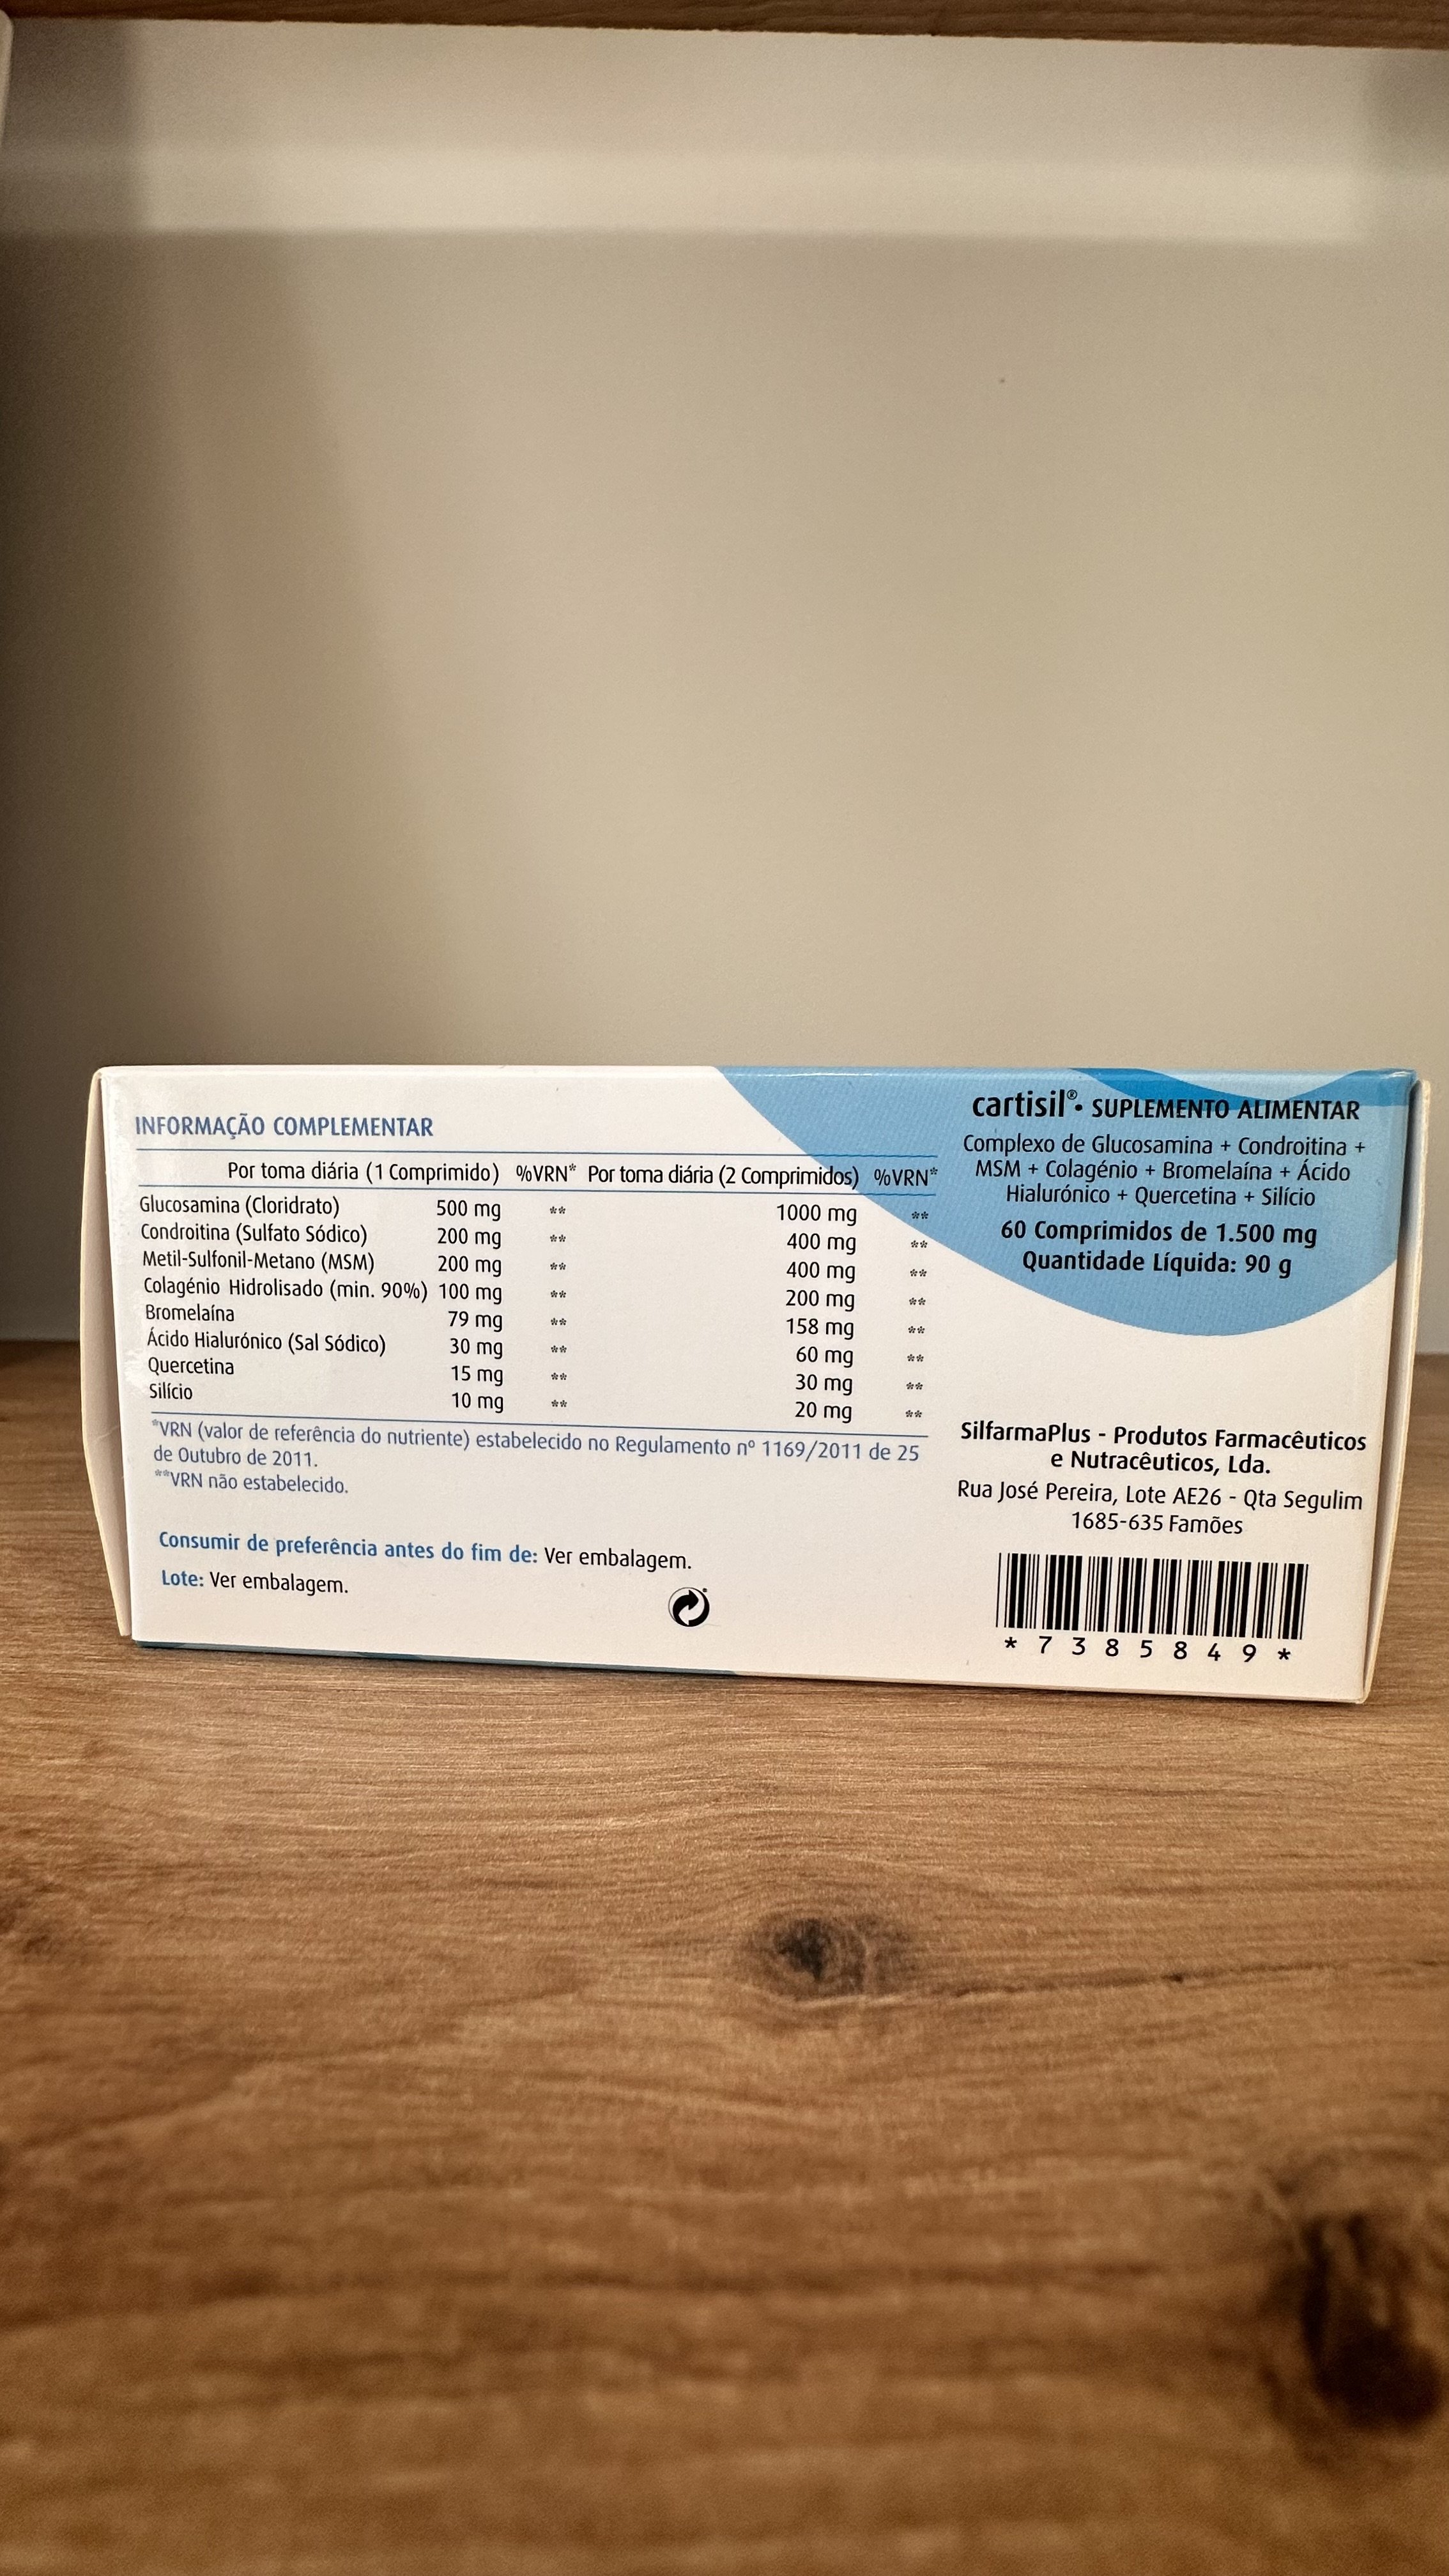 INFORMAÇÃO COMPLEMENTAR
Por toma diária (1 Comprimido) %VRN* Por toma diária (2 Comprimidos) %VRN*
Glucosamina (Cloridrato) 500 mg ** 1000 mg **
Condroitina (Sulfato Sódico) 200 mg ** 400 mg **
Metil-Sulfonil-Metano (MSM) 200 mg ** 400 mg **
Colagénio Hidrolisado (min. 90%) 100 mg ** 200 mg **
Bromelaína 79 mg ** 158 mg **
Ácido Hialurónico (Sal Sódico) 30 mg ** 60 mg **
Quercetina 15 mg ** 30 mg **
Silício 10 mg ** 20 mg **
*VRN (valor de referência do nutriente) estabelecido no Regulamento nº 1169/2011 de 25
de Outubro de 2011.
**VRN não estabelecido.
Consumir de preferência antes do fim de: Ver embalagem.
Lote: Ver embalagem.
cartisil®• SUPLEMENTO ALIMENTAR
Complexo de Glucosamina + Condroitina +
MSM + Colagénio + Bromelaína + Ácido
Hialurónico + Quercetina + Silício
60 Comprimidos de 1.500 mg
Quantidade Líquida: 90 g
SilfarmaPlus - Produtos Farmacêuticos
e Nutracêuticos, Lda.
Rua José Pereira, Lote AE26 - Qta Segulim
1685-635 Famões
* 7 3 8 5 8 4 9 *